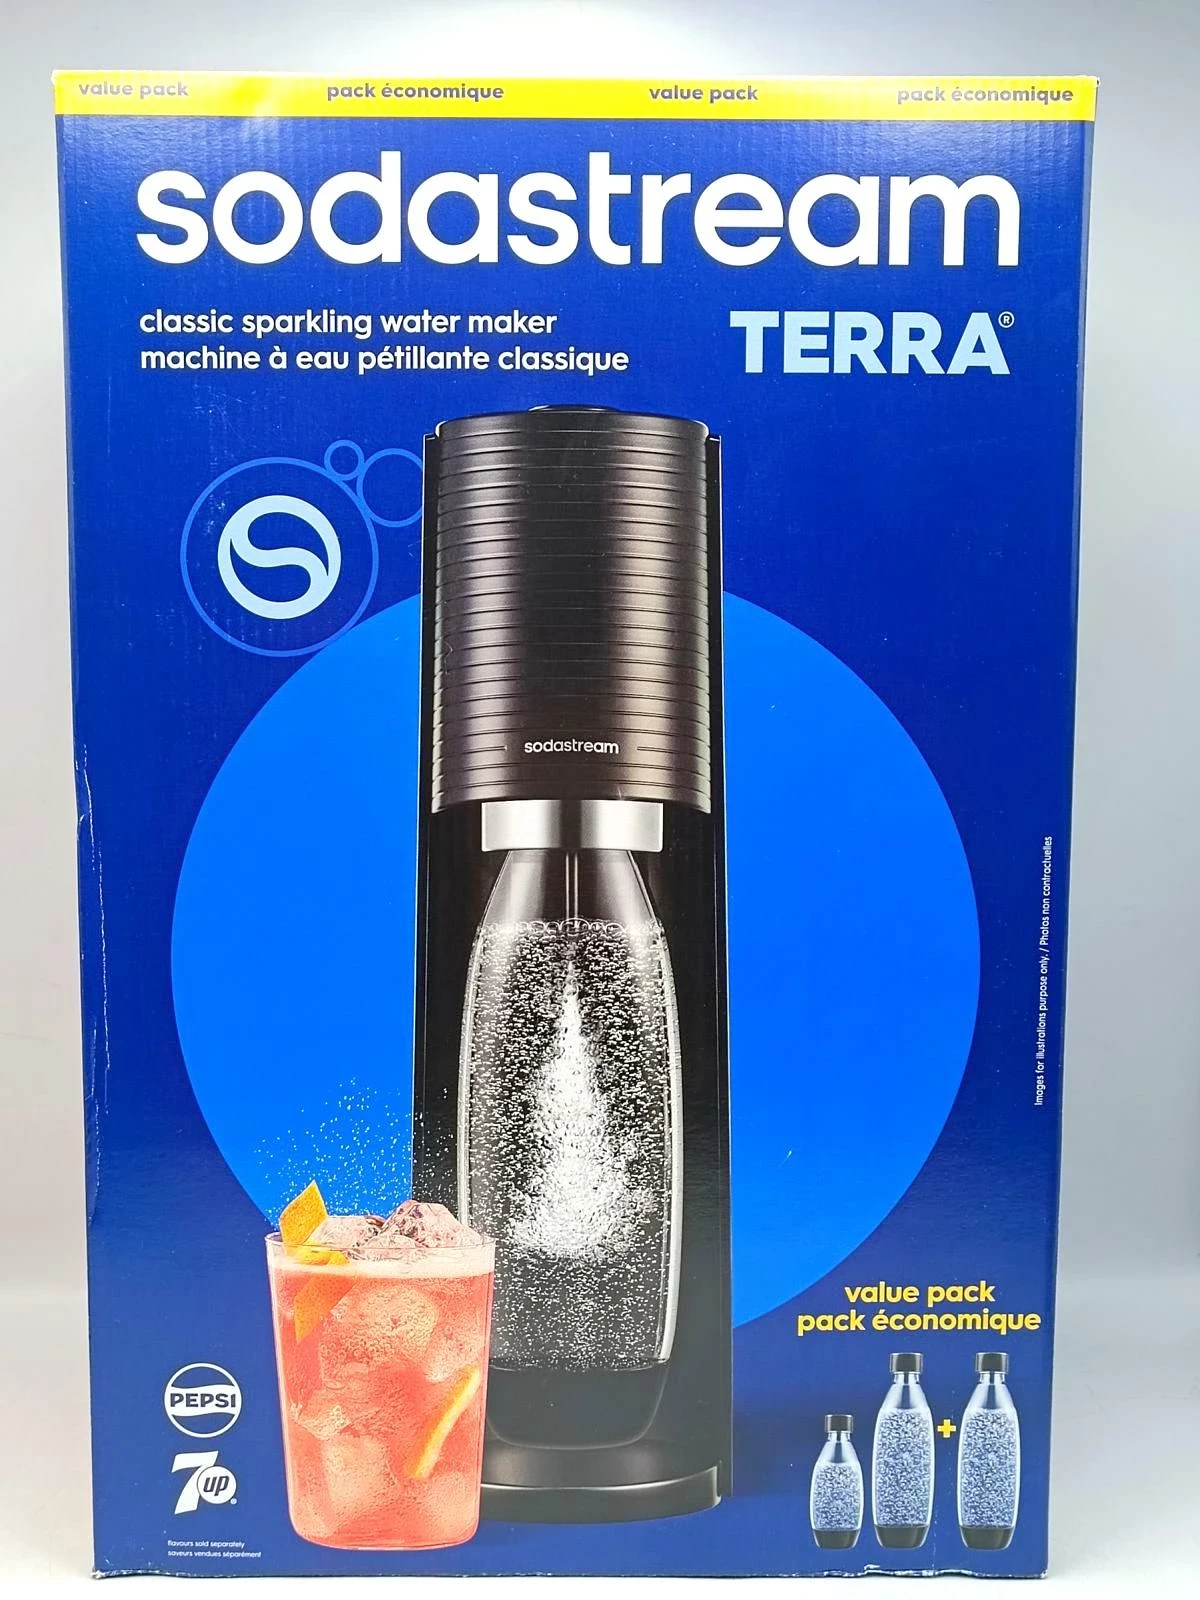 value pack pack économique value pack pack économique
sodastream
classic sparkling water maker
machine à eau pétillante classique
TERRA®
sodastream
Images for illustrations purpose only. / Photos non contractuelles
value pack
pack économique
+
PEPSI
7up®
flavours sold separately
saveurs vendues séparément